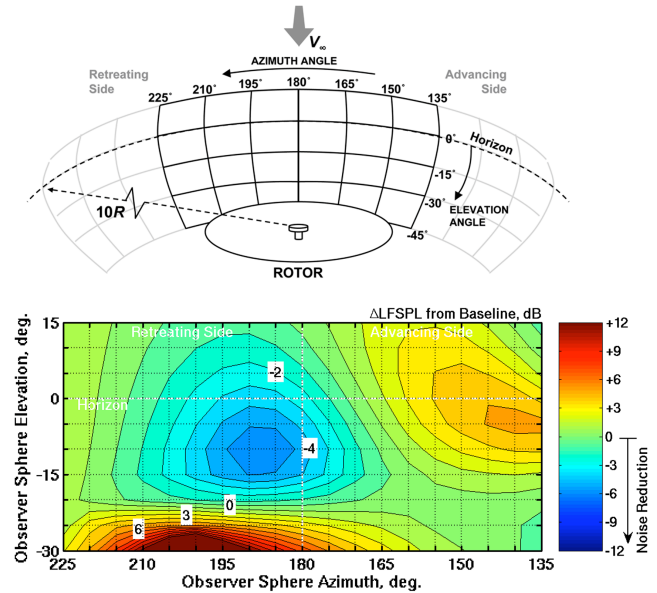 V∞
AZIMUTH ANGLE
Retreating Side
Advancing Side
225° 210° 195° 180° 165° 150° 135°
0° Horizon
-15°
-30°
-45°
ELEVATION ANGLE
10R
ROTOR
ΔLFSPL from Baseline, dB
Retreating Side
Advancing Side
Horizon
Observer Sphere Elevation, deg.
15
0
-15
-30
-2
-4
0
3
6
225 210 180 150 135
Observer Sphere Azimuth, deg.
+12
+9
+6
+3
0
-3
-6
-9
-12
Noise Reduction